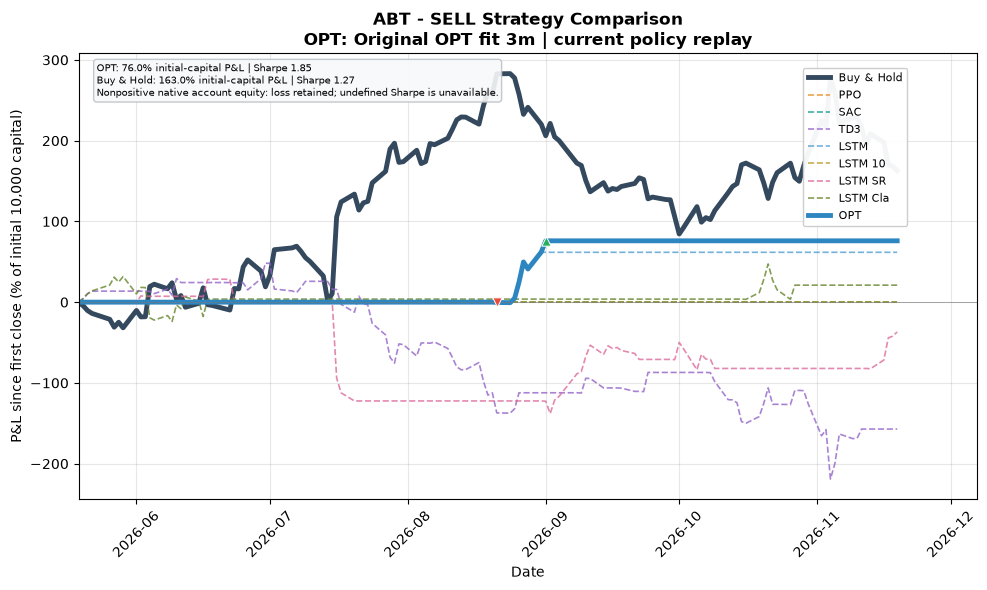 ABT - SELL Strategy Comparison
OPT: Original OPT fit 3m | current policy replay
OPT: 76.0% initial-capital P&L | Sharpe 1.85
Buy & Hold: 163.0% initial-capital P&L | Sharpe 1.27
Nonpositive native account equity: loss retained; undefined Sharpe is unavailable.
Buy & Hold
PPO
SAC
TD3
LSTM
LSTM 10
LSTM SR
LSTM Cla
OPT
P&L since first close (% of initial 10,000 capital)
300
200
100
0
−100
−200
2026-06
2026-07
2026-08
2026-09
2026-10
2026-11
2026-12
Date